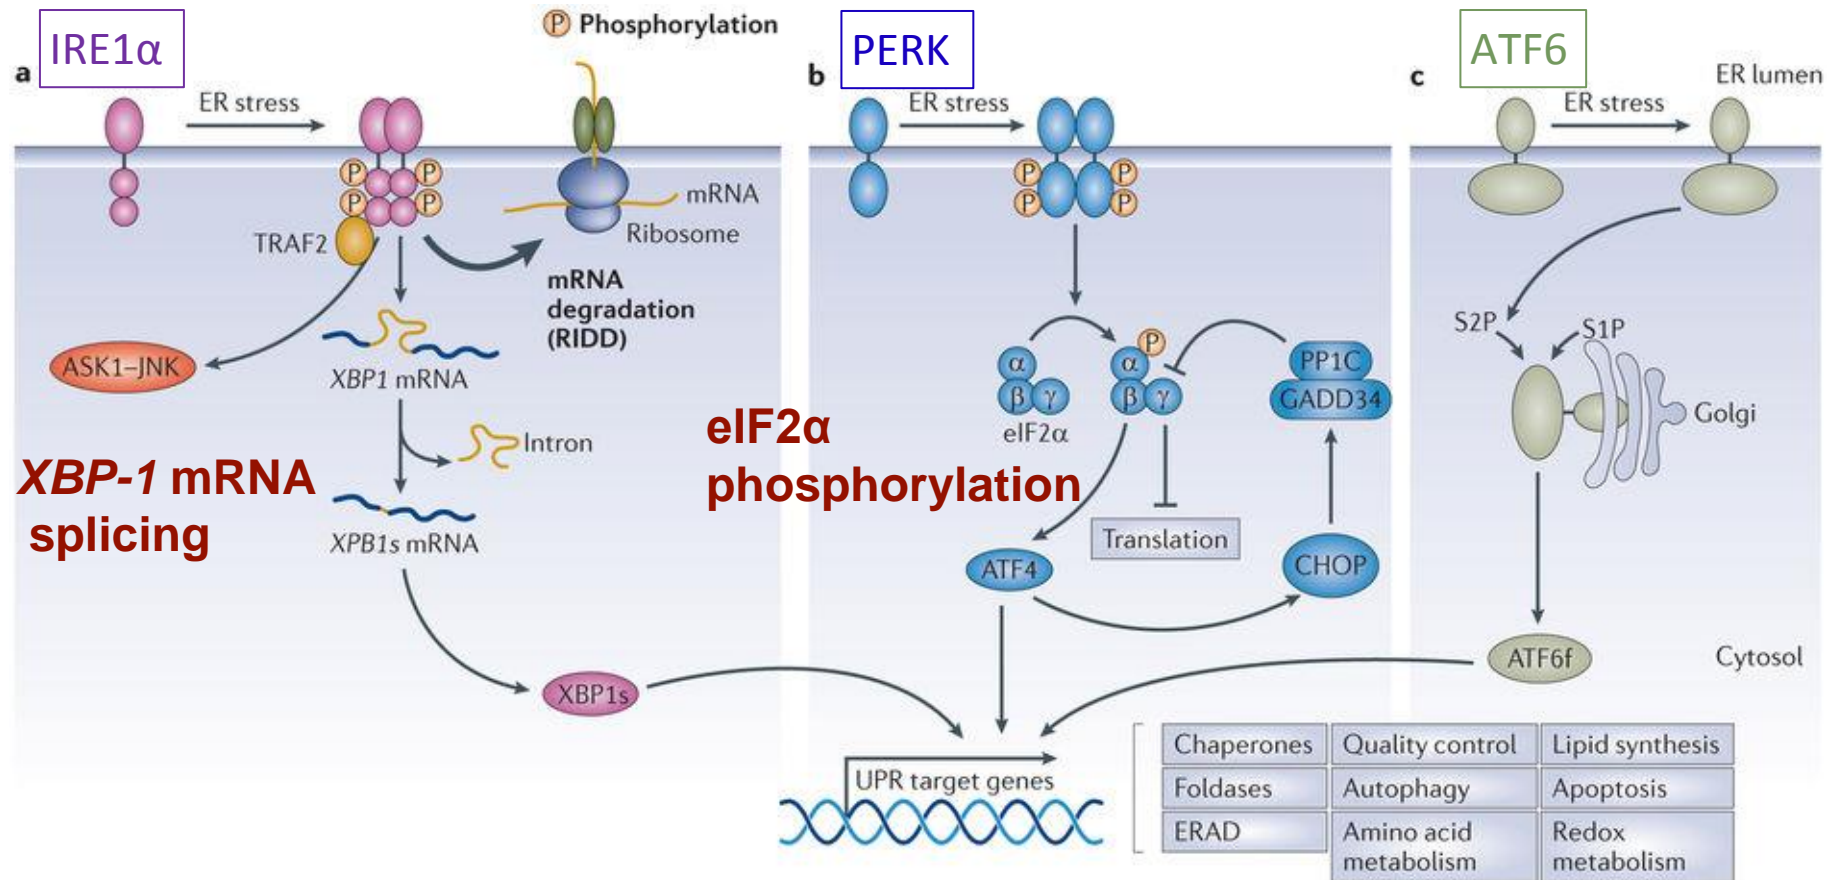 P Phosphorylation
a
IRE1α
ER stress
P
P
P
P
TRAF2
mRNA
Ribosome
mRNA
degradation
(RIDD)
ASK1–JNK
XBP1 mRNA
Intron
XBP-1 mRNA
splicing
XPB1s mRNA
XBP1s
b
PERK
ER stress
P
P
P
P
α
β γ
eIF2α
P
α
β γ
PP1C
GADD34
eIF2α
phosphorylation
Translation
ATF4
CHOP
c
ATF6
ER lumen
ER stress
S2P
S1P
Golgi
ATF6f
Cytosol
UPR target genes
Chaperones
Quality control
Lipid synthesis
Foldases
Autophagy
Apoptosis
ERAD
Amino acid
metabolism
Redox
metabolism